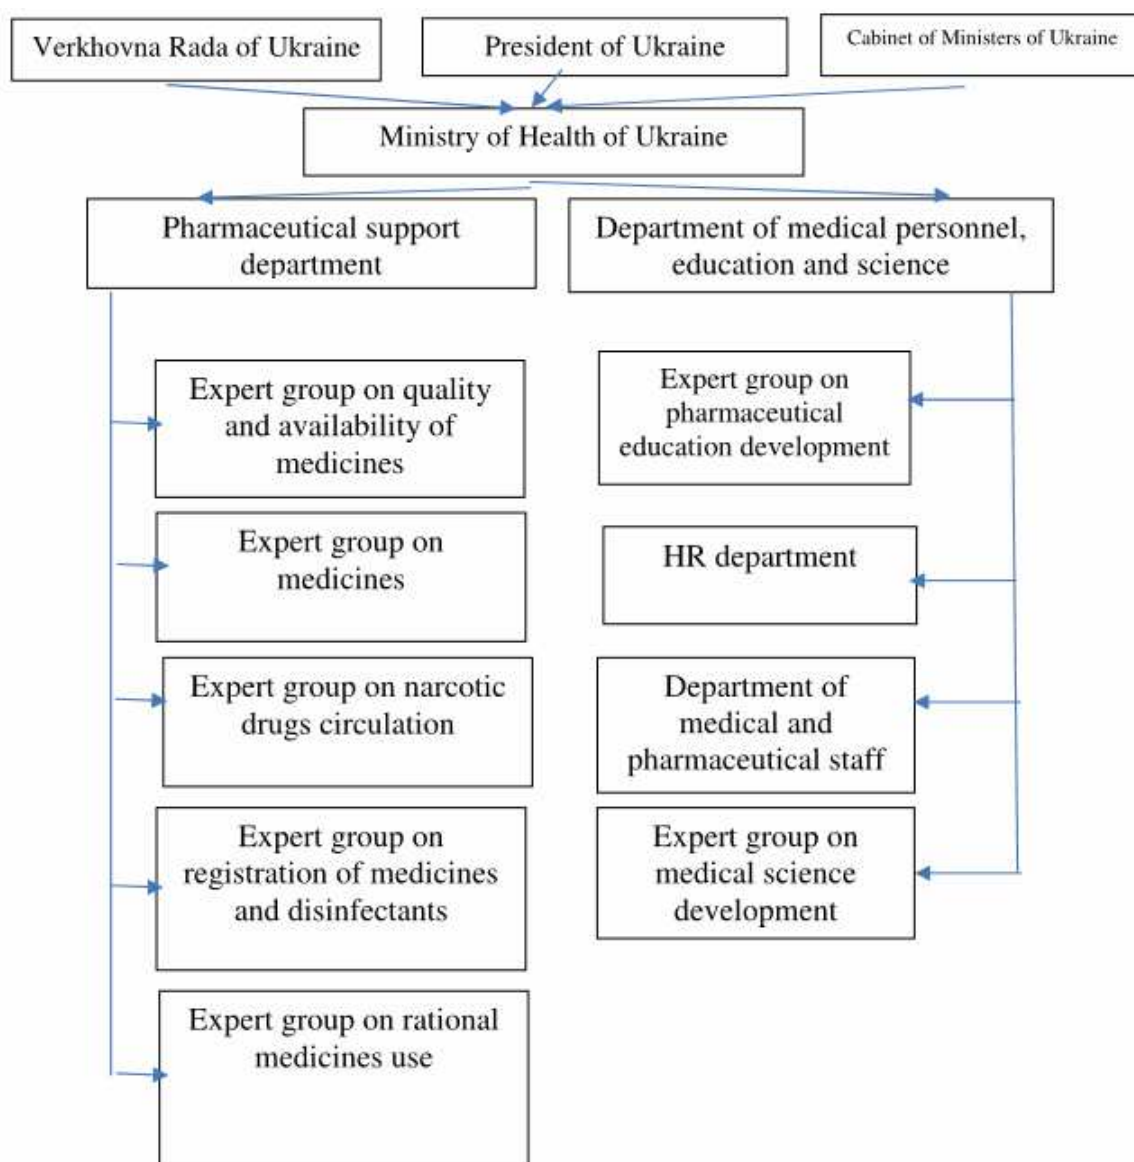 Verkhovna Rada of Ukraine
President of Ukraine
Cabinet of Ministers of Ukraine
Ministry of Health of Ukraine
Pharmaceutical support
department
Department of medical personnel,
education and science
Expert group on quality
and availability of
medicines
Expert group on
medicines
Expert group on narcotic
drugs circulation
Expert group on
registration of medicines
and disinfectants
Expert group on rational
medicines use
Expert group on
pharmaceutical
education development
HR department
Department of
medical and
pharmaceutical staff
Expert group on
medical science
development